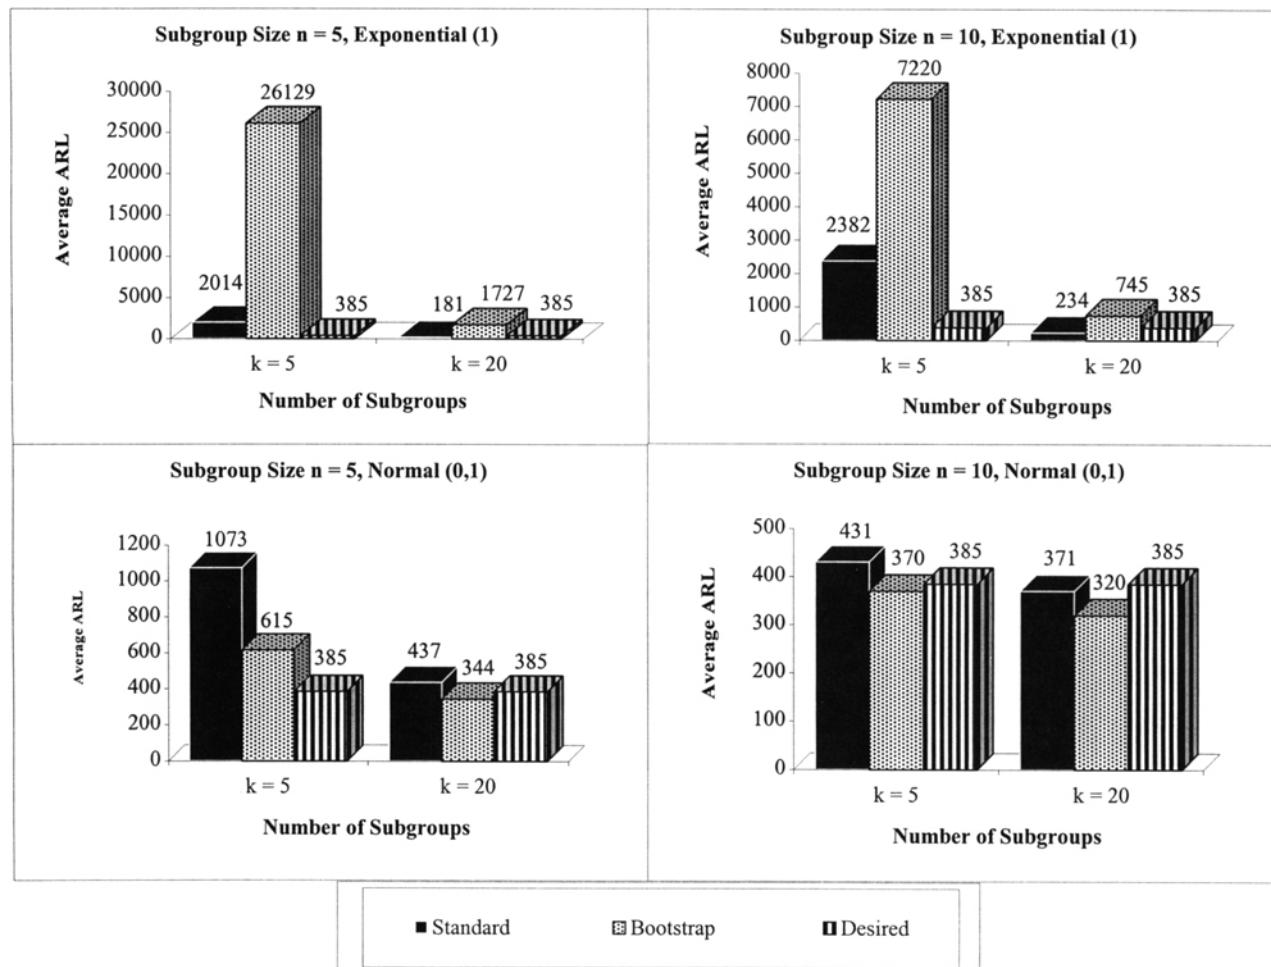 Subgroup Size n = 5, Exponential (1)
Average ARL
30000
25000
20000
15000
10000
5000
0
2014
26129
385
181
1727
385
k = 5
k = 20
Number of Subgroups
Subgroup Size n = 10, Exponential (1)
Average ARL
8000
7000
6000
5000
4000
3000
2000
1000
0
2382
7220
385
234
745
385
k = 5
k = 20
Number of Subgroups
Subgroup Size n = 5, Normal (0,1)
Average ARL
1200
1000
800
600
400
200
0
1073
615
385
437
344
385
k = 5
k = 20
Number of Subgroups
Subgroup Size n = 10, Normal (0,1)
Average ARL
500
400
300
200
100
0
431
370
385
371
320
385
k = 5
k = 20
Number of Subgroups
Standard
Bootstrap
Desired